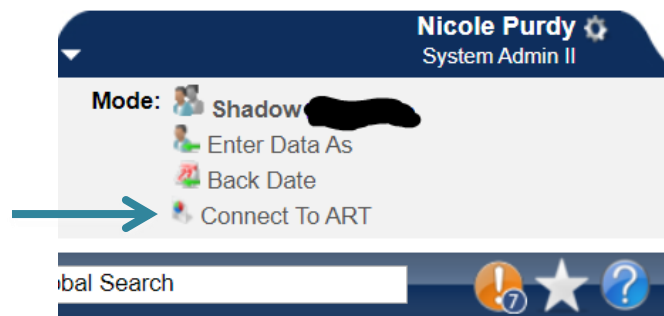 Nicole Purdy
System Admin II
Mode: Shadow
Enter Data As
Back Date
Connect To ART
bal Search
7